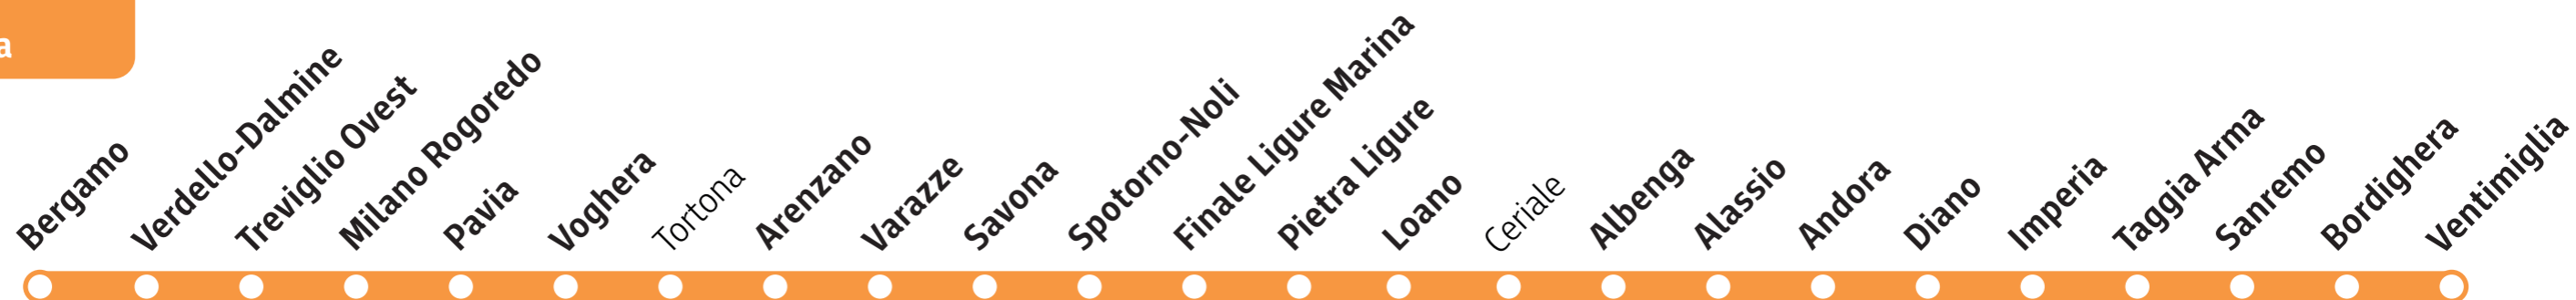 a
Bergamo
Verdello-Dalmine
Treviglio Ovest
Milano Rogoredo
Pavia
Voghera
Tortona
Arenzano
Varazze
Savona
Spotorno-Noli
Finale Ligure Marina
Pietra Ligure
Loano
Ceriale
Albenga
Alassio
Andora
Diano
Imperia
Taggia Arma
Sanremo
Bordighera
Ventimiglia